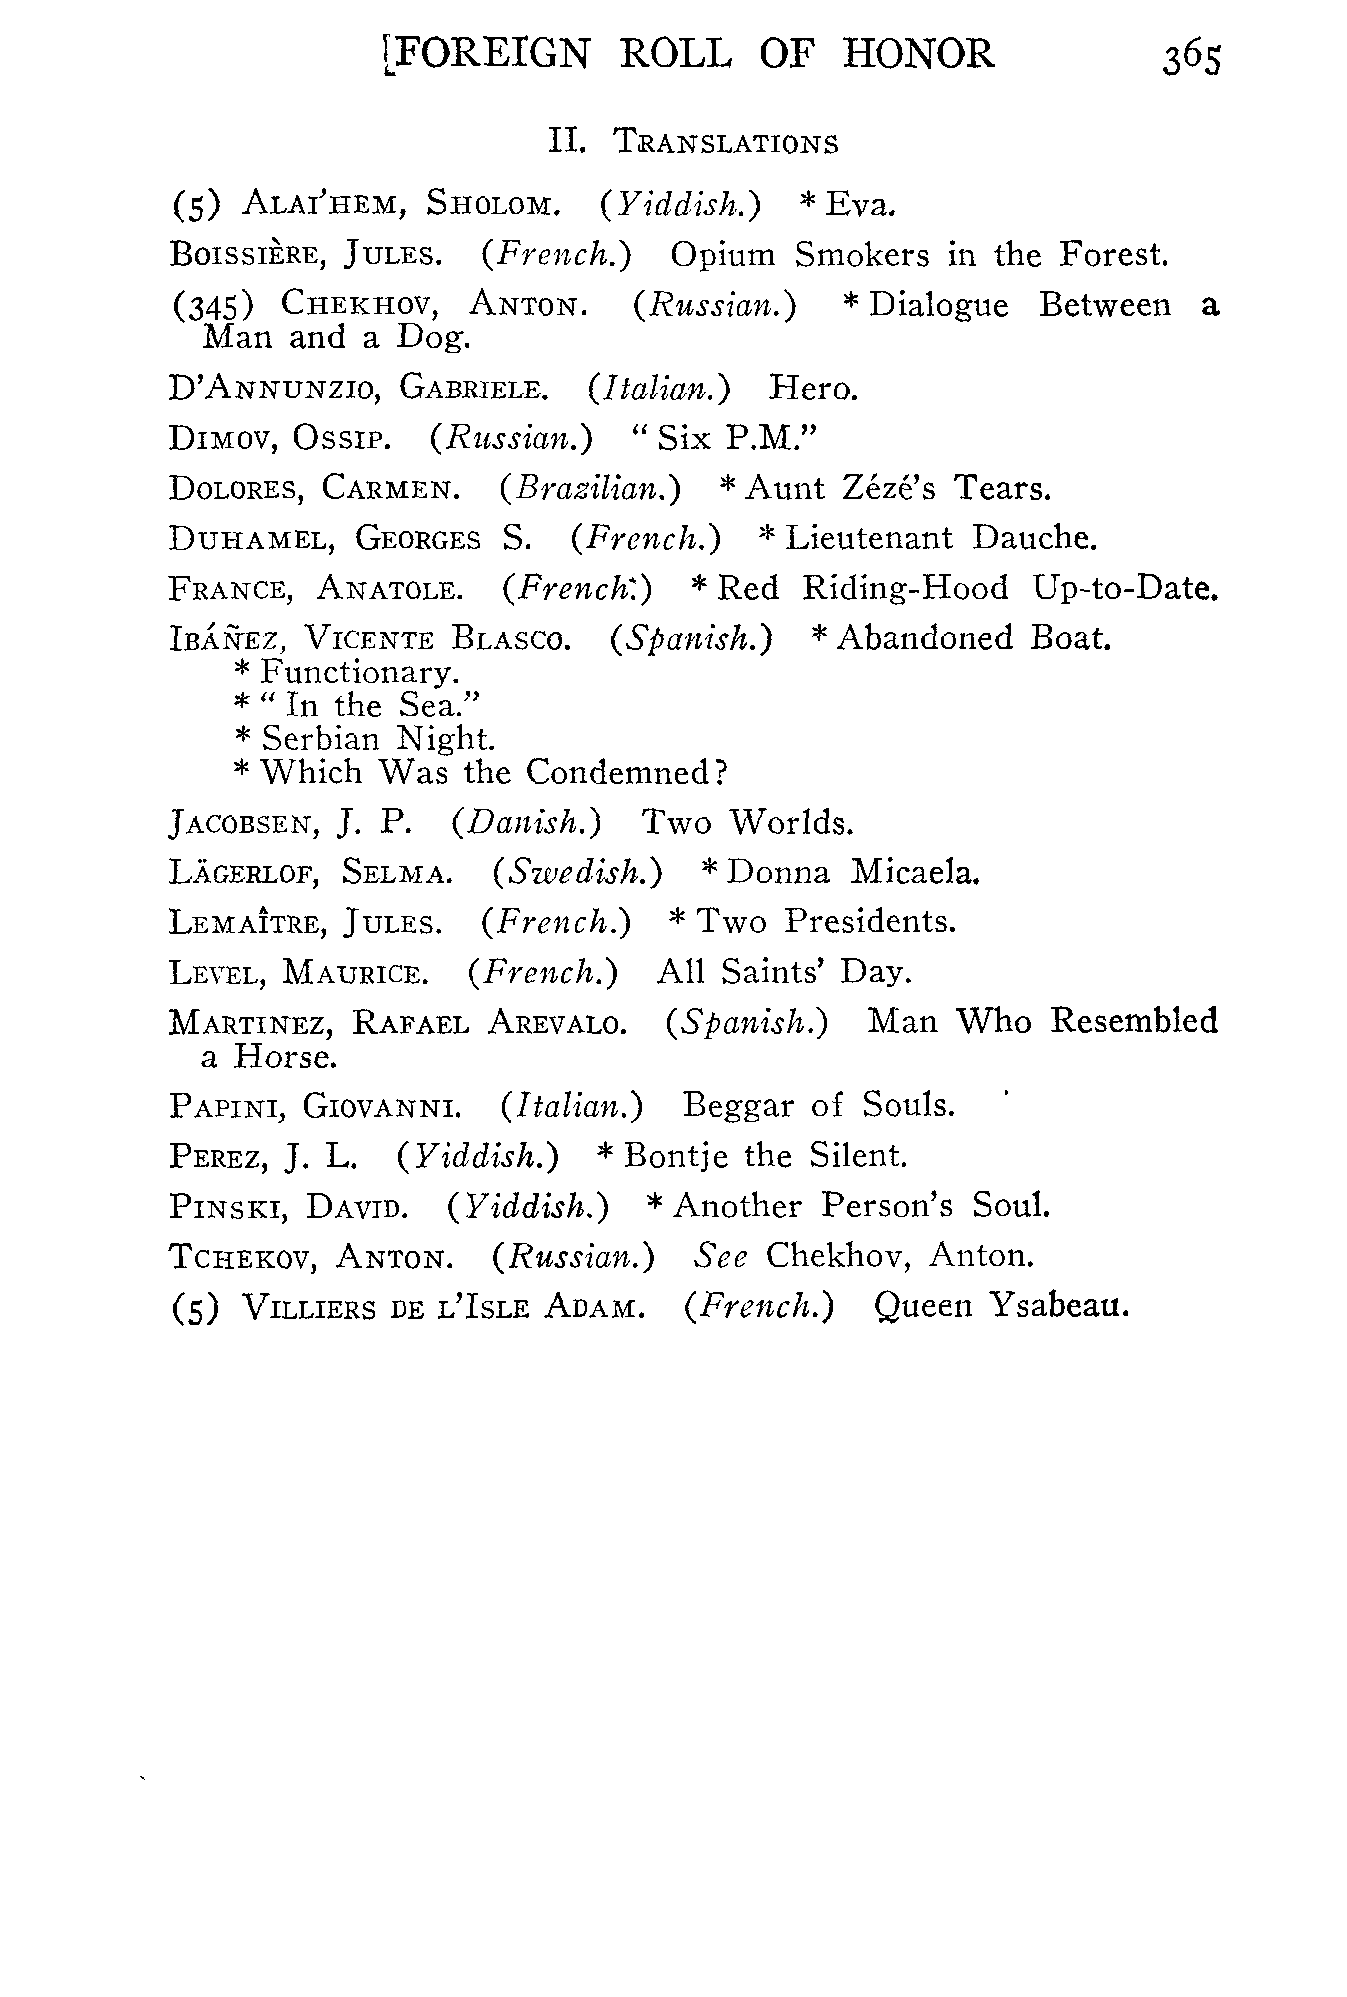 [FOREIGN ROLL OF HONOR 365
II. TRANSLATIONS
(5) ALAI'HEM, SHOLOM. (Yiddish.) * Eva.
BOISSIÈRE, JULES. (French.) Opium Smokers in the Forest.
(345) CHEKHOV, ANTON. (Russian.) * Dialogue Between a
Man and a Dog.
D'ANNUNZIO, GABRIELE. (Italian.) Hero.
DIMOV, OSSIP. (Russian.) “ Six P.M.”
DOLORES, CARMEN. (Brazilian.) * Aunt Zézé's Tears.
DUHAMEL, GEORGES S. (French.) * Lieutenant Dauche.
FRANCE, ANATOLE. (French.) * Red Riding-Hood Up-to-Date.
IBÁÑEZ, VICENTE BLASCO. (Spanish.) * Abandoned Boat.
* Functionary.
* “ In the Sea.”
* Serbian Night.
* Which Was the Condemned?
JACOBSEN, J. P. (Danish.) Two Worlds.
LÄGERLOF, SELMA. (Swedish.) * Donna Micaela.
LEMAÎTRE, JULES. (French.) * Two Presidents.
LEVEL, MAURICE. (French.) All Saints' Day.
MARTINEZ, RAFAEL AREVALO. (Spanish.) Man Who Resembled
a Horse.
PAPINI, GIOVANNI. (Italian.) Beggar of Souls.
PEREZ, J. L. (Yiddish.) * Bontje the Silent.
PINSKI, DAVID. (Yiddish.) * Another Person's Soul.
TCHEKOV, ANTON. (Russian.) See Chekhov, Anton.
(5) VILLIERS DE L'ISLE ADAM. (French.) Queen Ysabeau.